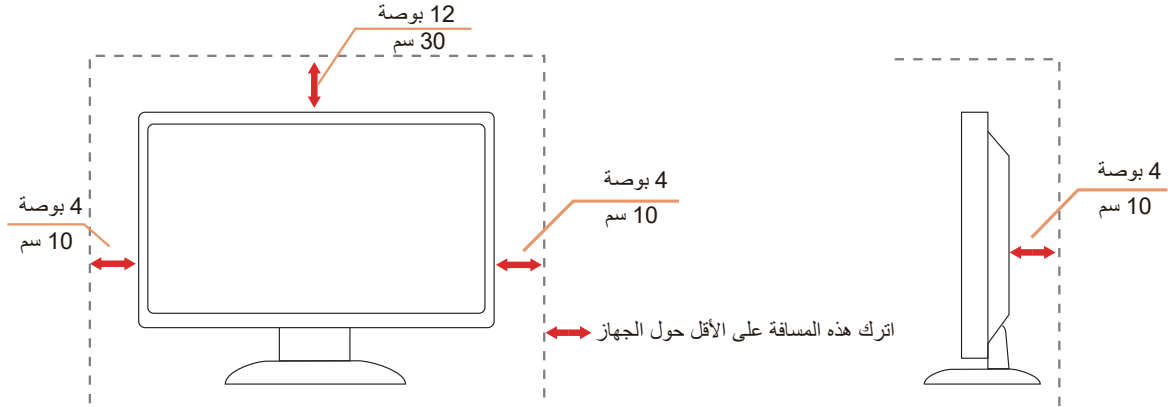 12 بوصة
30 سم
4 بوصة
10 سم
4 بوصة
10 سم
4 بوصة
10 سم
اترك هذه المسافة على الأقل حول الجهاز